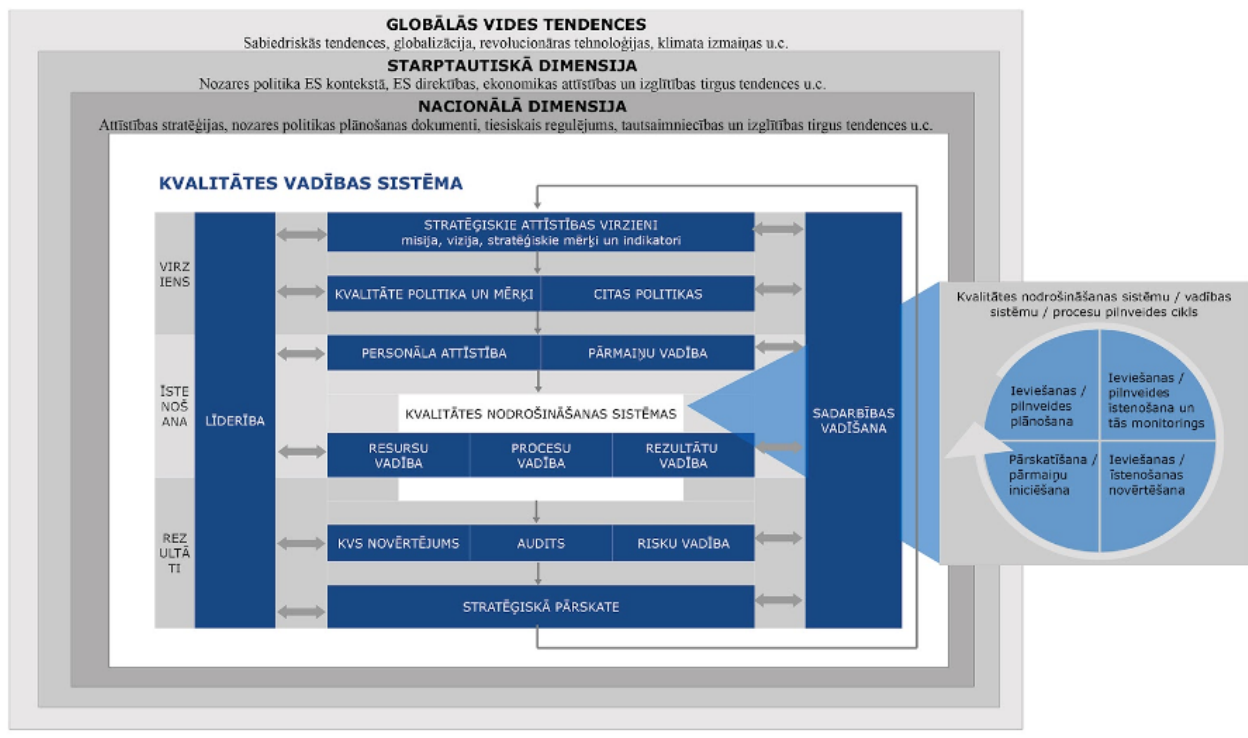 GLOBĀLĀS VIDES TENDENCES
Sabiedriskās tendences, globalizācija, revolucionāras tehnoloģijas, klimata izmaiņas u.c.
STARPTAUTISKĀ DIMENSIJA
Nozares politika ES kontekstā, ES direktības, ekonomikas attīstības un izglītības tirgus tendences u.c.
NACIONĀLĀ DIMENSIJA
Attīstības stratēģijas, nozares politikas plānošanas dokumenti, tiesiskais regulējums, tautsaimniecības un izglītības tirgus tendences u.c.
KVALITĀTES VADĪBAS SISTĒMA
VIRZ
IENS
ĪSTE
NOŠ
ANA
REZ
ULTĀ
TI
LĪDERĪBA
STRATĒĢISKIE ATTĪSTĪBAS VIRZIENI
misija, vīzija, stratēģiskie mērķi un indikatori
KVALITĀTE POLITIKA UN MĒRĶI
CITAS POLITIKAS
PERSONĀLA ATTĪSTĪBA
PĀRMAIŅU VADĪBA
KVALITĀTES NODROŠINĀŠANAS SISTĒMAS
RESURSU
VADĪBA
PROCESU
VADĪBA
REZULTĀTU
VADĪBA
KVS NOVĒRTĒJUMS
AUDITS
RISKU VADĪBA
STRATĒĢISKĀ PĀRSKATE
SADARBĪBAS
VADĪŠANA
Kvalitātes nodrošināšanas sistēmu / vadības
sistēmu / procesu pilnveides cikls
Ieviešanas /
pilnveides
plānošana
Ieviešanas /
pilnveides
īstenošana un
tās monitorings
Pārskatīšana /
pārmaiņu
iniciēšana
Ieviešanas /
īstenošanas
novērtēšana